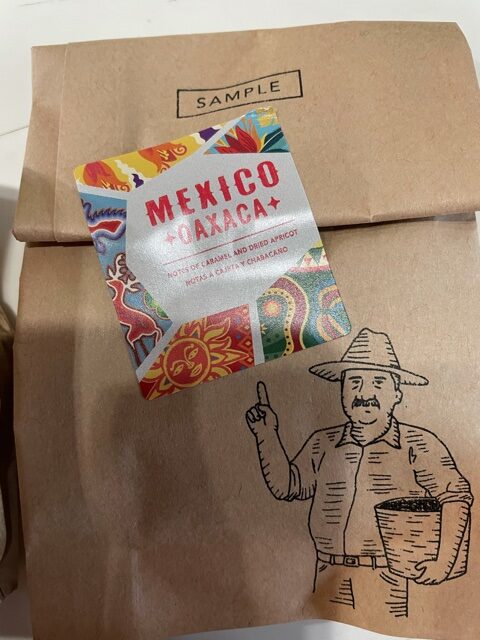 SAMPLE
MEXICO
OAXACA
NOTES OF CARAMEL AND DRIED APRICOT
NOTAS A CAJETA Y CHABACANO